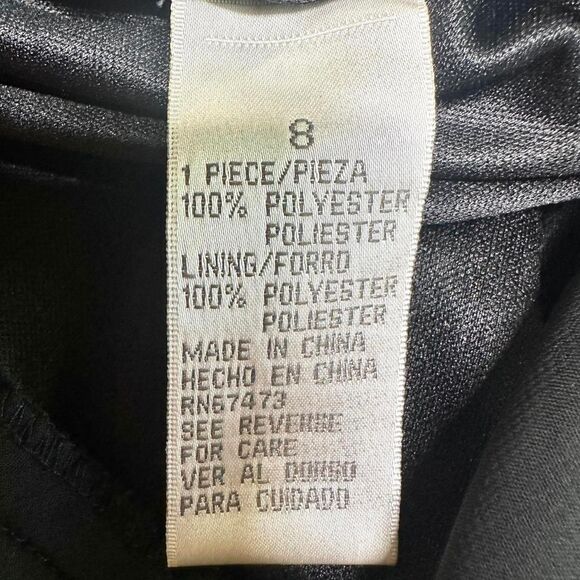 8
1 PIECE/PIEZA
100% POLYESTER
POLIESTER
LINING/FORRO
100% POLYESTER
POLIESTER
MADE IN CHINA
HECHO EN CHINA
RN67473
SEE REVERSE
FOR CARE
VER AL DORSO
PARA CUIDADO